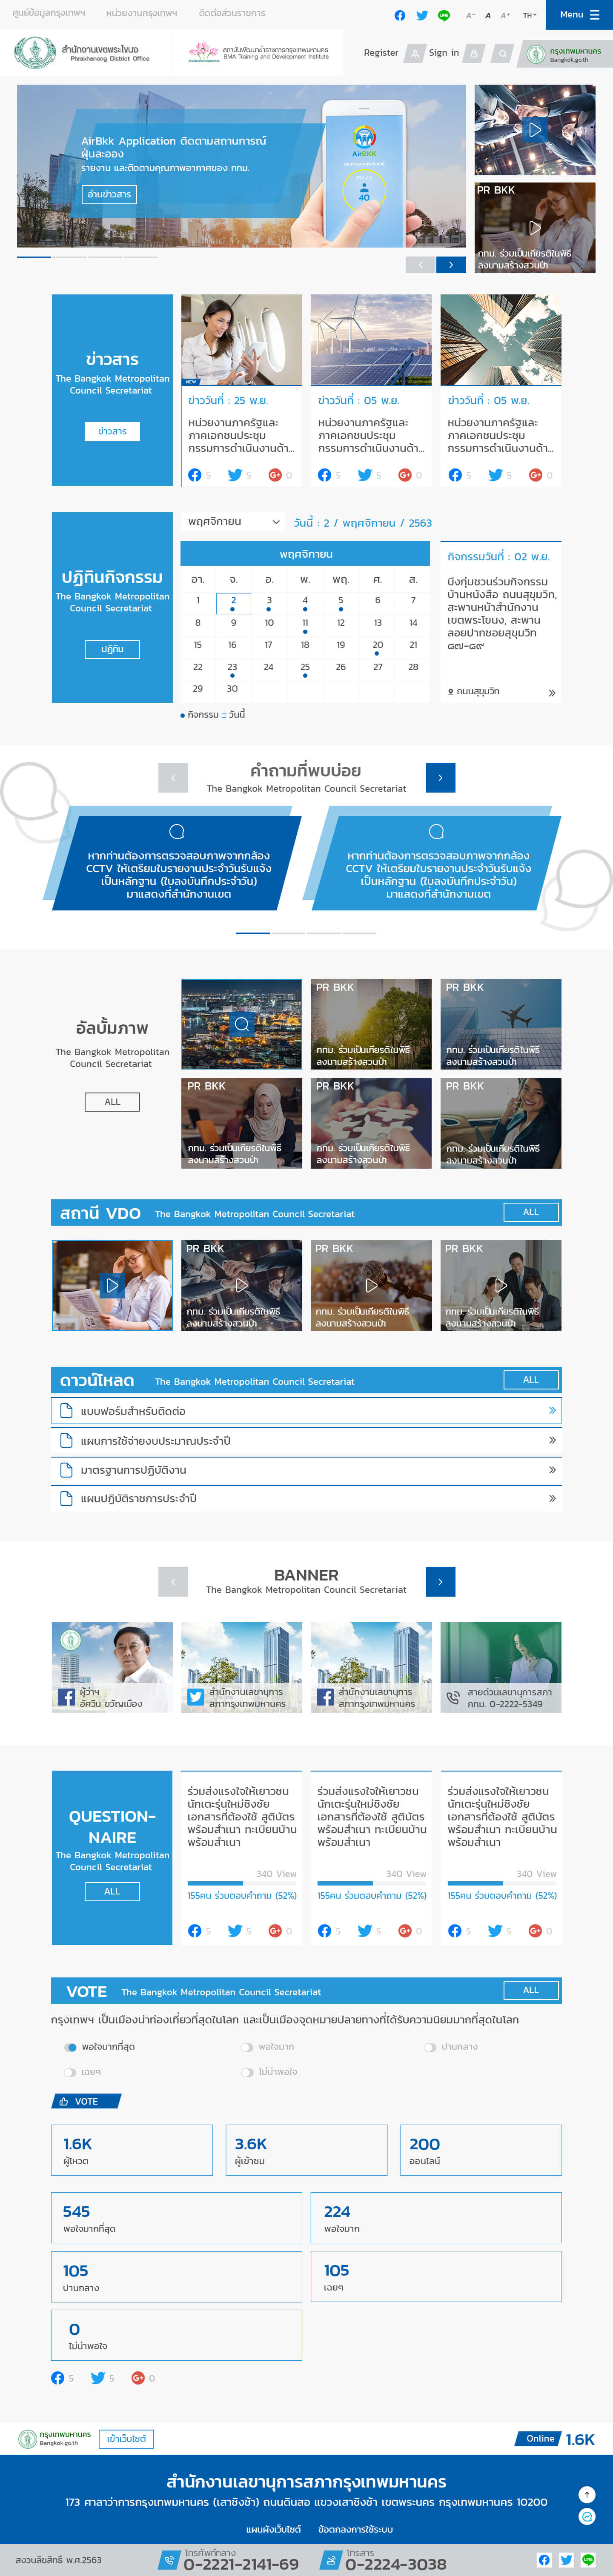 ศูนย์ข้อมูลกรุงเทพฯ หน่วยงานกรุงเทพฯ ติดต่อส่วนราชการ
A- A A+ TH Menu
สำนักงานเขตพระโขนง
Phrakhanong District Office
สถาบันพัฒนาข้าราชการกรุงเทพมหานคร
BMA Training and Development Institute
Register Sign in
กรุงเทพมหานคร
Bangkok.go.th
AirBkk Application ติดตามสถานการณ์
ฝุ่นละออง
รายงาน และติดตามคุณภาพอากาศของ กทม.
อ่านข่าวสาร
AirBKK
40
PR BKK
กทม. ร่วมเป็นเกียรติในพิธี
ลงนามสร้างสวนป่า
ข่าวสาร
The Bangkok Metropolitan
Council Secretariat
ข่าวสาร
NEW
ข่าววันที่ : 25 พ.ย.
หน่วยงานภาครัฐและ
ภาคเอกชนประชุม
กรรมการดำเนินงานด้า...
5 5 0
ข่าววันที่ : 05 พ.ย.
หน่วยงานภาครัฐและ
ภาคเอกชนประชุม
กรรมการดำเนินงานด้า...
5 5 0
ข่าววันที่ : 05 พ.ย.
หน่วยงานภาครัฐและ
ภาคเอกชนประชุม
กรรมการดำเนินงานด้า...
5 5 0
ปฏิทินกิจกรรม
The Bangkok Metropolitan
Council Secretariat
ปฏิทิน
พฤศจิกายน วันนี้ : 2 / พฤศจิกายน / 2563
พฤศจิกายน
อา. จ. อ. พ. พฤ. ศ. ส.
1 2 3 4 5 6 7
8 9 10 11 12 13 14
15 16 17 18 19 20 21
22 23 24 25 26 27 28
29 30
กิจกรรม วันนี้
กิจกรรมวันที่ : 02 พ.ย.
บึงกุ่มชวนร่วมกิจกรรม
บ้านหนังสือ ถนนสุขุมวิท,
สะพานหน้าสำนักงาน
เขตพระโขนง, สะพาน
ลอยปากซอยสุขุมวิท
๘๗-๘๙
ถนนขุมวิท
คำถามที่พบบ่อย
The Bangkok Metropolitan Council Secretariat
หากท่านต้องการตรวจสอบภาพจากกล้อง
CCTV ให้เตรียมใบรายงานประจำวันรับแจ้ง
เป็นหลักฐาน (ใบลงบันทึกประจำวัน)
มาแสดงที่สำนักงานเขต
หากท่านต้องการตรวจสอบภาพจากกล้อง
CCTV ให้เตรียมใบรายงานประจำวันรับแจ้ง
เป็นหลักฐาน (ใบลงบันทึกประจำวัน)
มาแสดงที่สำนักงานเขต
อัลบั้มภาพ
The Bangkok Metropolitan
Council Secretariat
ALL
PR BKK
กทม. ร่วมเป็นเกียรติในพิธี
ลงนามสร้างสวนป่า
PR BKK
กทม. ร่วมเป็นเกียรติในพิธี
ลงนามสร้างสวนป่า
PR BKK
กทม. ร่วมเป็นเกียรติในพิธี
ลงนามสร้างสวนป่า
PR BKK
กทม. ร่วมเป็นเกียรติในพิธี
ลงนามสร้างสวนป่า
PR BKK
กทม. ร่วมเป็นเกียรติในพิธี
ลงนามสร้างสวนป่า
สถานี VDO The Bangkok Metropolitan Council Secretariat ALL
PR BKK
กทม. ร่วมเป็นเกียรติในพิธี
ลงนามสร้างสวนป่า
PR BKK
กทม. ร่วมเป็นเกียรติในพิธี
ลงนามสร้างสวนป่า
PR BKK
กทม. ร่วมเป็นเกียรติในพิธี
ลงนามสร้างสวนป่า
ดาวน์โหลด The Bangkok Metropolitan Council Secretariat ALL
แบบฟอร์มสำหรับติดต่อ
แผนการใช้จ่ายงบประมาณประจำปี
มาตรฐานการปฏิบัติงาน
แผนปฏิบัติราชการประจำปี
BANNER
The Bangkok Metropolitan Council Secretariat
ผู้ว่าฯ
อัศวิน ขวัญเมือง
สำนักงานเลขานุการ
สภากรุงเทพมหานคร
สำนักงานเลขานุการ
สภากรุงเทพมหานคร
สายด่วนเลขานุการสภา
กทม. 0-2222-5349
QUESTION-
NAIRE
The Bangkok Metropolitan
Council Secretariat
ALL
ร่วมส่งแรงใจให้เยาวชน
นักเตะรุ่นใหม่ชิงชัย
เอกสารที่ต้องใช้ สูติบัตร
พร้อมสำเนา ทะเบียนบ้าน
พร้อมสำเนา
340 View
155คน ร่วมตอบคำถาม (52%)
5 5 0
ร่วมส่งแรงใจให้เยาวชน
นักเตะรุ่นใหม่ชิงชัย
เอกสารที่ต้องใช้ สูติบัตร
พร้อมสำเนา ทะเบียนบ้าน
พร้อมสำเนา
340 View
155คน ร่วมตอบคำถาม (52%)
5 5 0
ร่วมส่งแรงใจให้เยาวชน
นักเตะรุ่นใหม่ชิงชัย
เอกสารที่ต้องใช้ สูติบัตร
พร้อมสำเนา ทะเบียนบ้าน
พร้อมสำเนา
340 View
155คน ร่วมตอบคำถาม (52%)
5 5 0
VOTE The Bangkok Metropolitan Council Secretariat ALL
กรุงเทพฯ เป็นเมืองน่าท่องเที่ยวที่สุดในโลก และเป็นเมืองจุดหมายปลายทางที่ได้รับความนิยมมากที่สุดในโลก
พอใจมากที่สุด พอใจมาก ปานกลาง
เฉยๆ ไม่น่าพอใจ
VOTE
1.6K
ผู้โหวต
3.6K
ผู้เข้าชม
200
ออนไลน์
545
พอใจมากที่สุด
224
พอใจมาก
105
ปานกลาง
105
เฉยๆ
0
ไม่น่าพอใจ
5 5 0
กรุงเทพมหานคร
Bangkok.go.th
เข้าเว็บไซต์
Online 1.6K
สำนักงานเลขานุการสภากรุงเทพมหานคร
173 ศาลาว่าการกรุงเทพมหานคร (เสาชิงช้า) ถนนดินสอ แขวงเสาชิงช้า เขตพระนคร กรุงเทพมหานคร 10200
แผนผังเว็บไซต์ ข้อตกลงการใช้ระบบ
สงวนลิขสิทธิ์ พ.ศ.2563
โทรศัพท์กลาง
0-2221-2141-69
โทรสาร
0-2224-3038